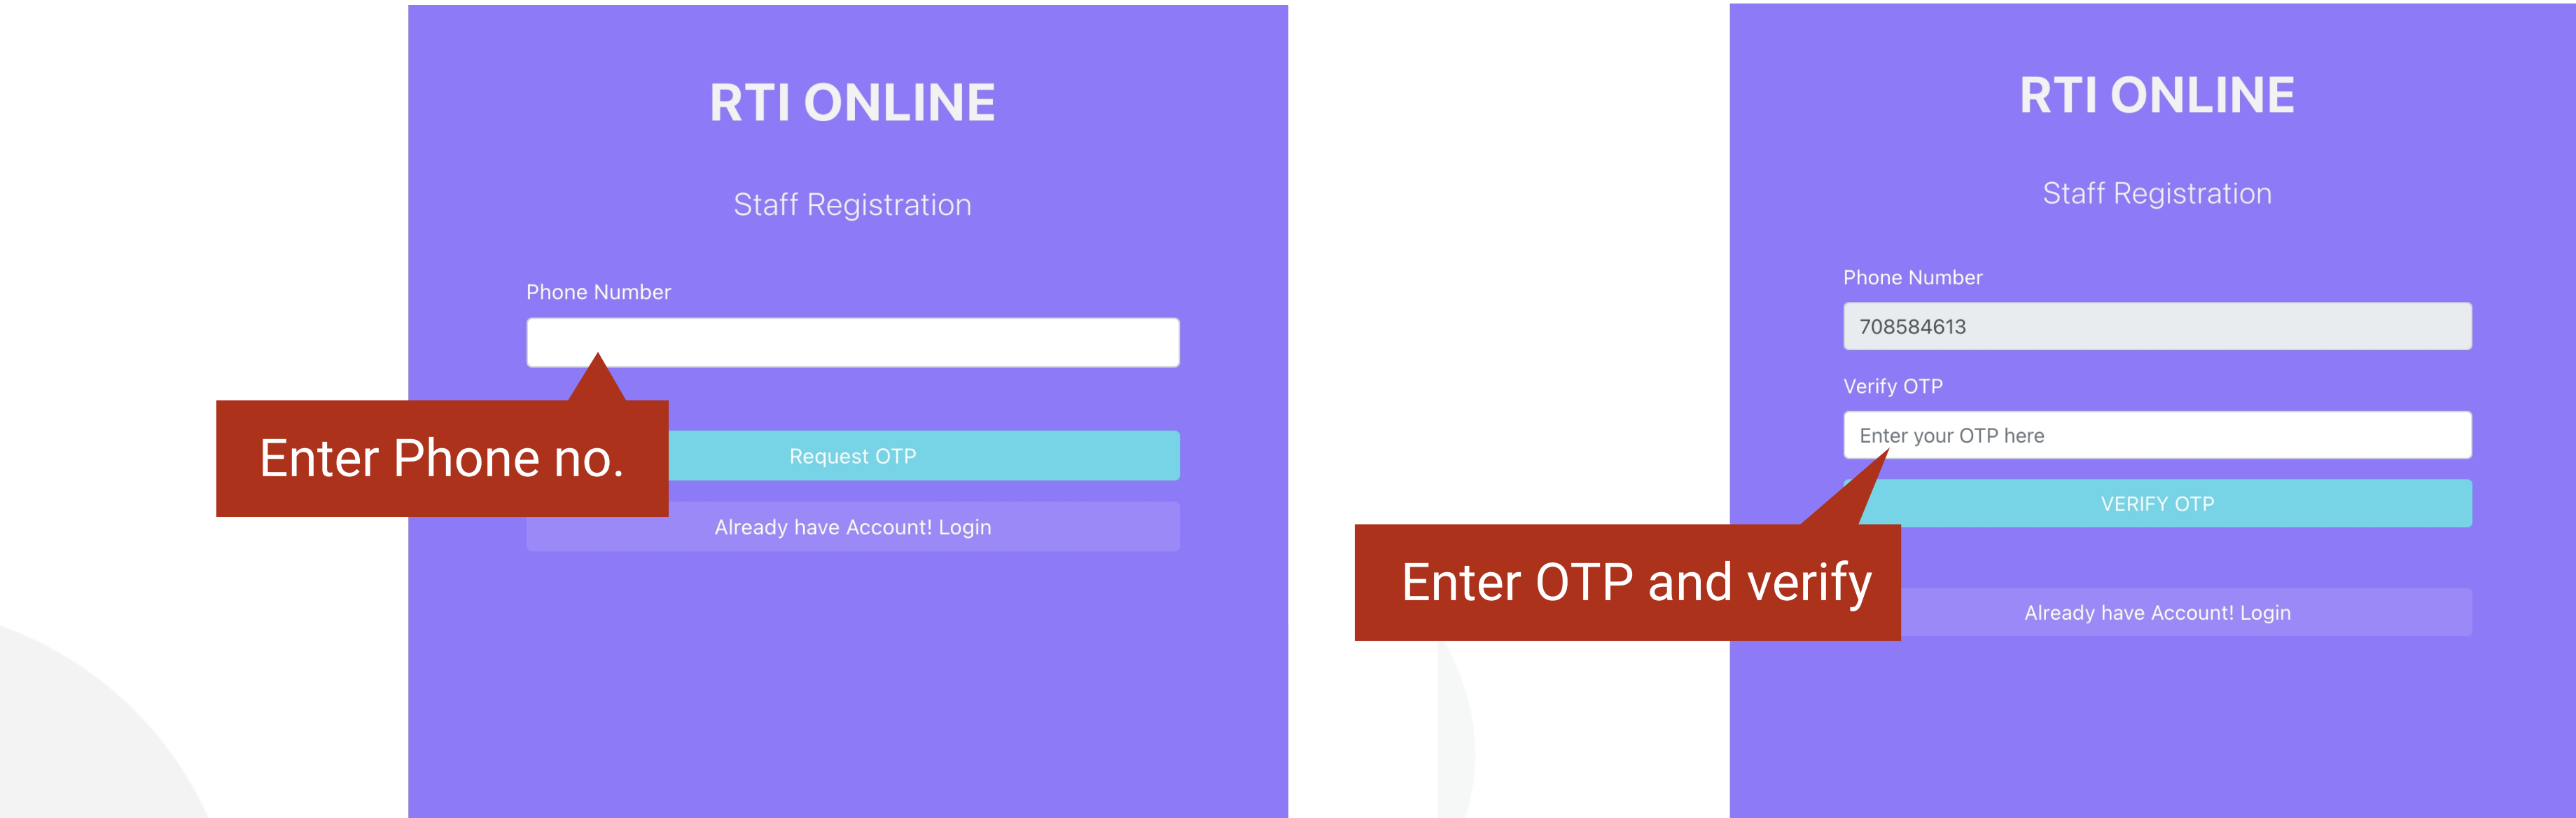 RTI ONLINE
Staff Registration
Phone Number
Enter Phone no.
Request OTP
Already have Account! Login
RTI ONLINE
Staff Registration
Phone Number
708584613
Verify OTP
Enter your OTP here
VERIFY OTP
Enter OTP and verify
Already have Account! Login